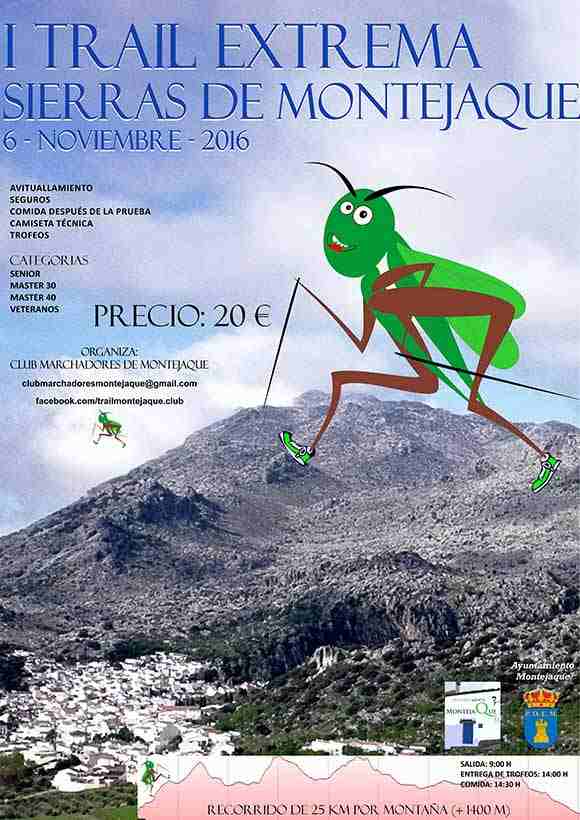 I TRAIL EXTREMA
SIERRAS DE MONTEJAQUE
6 - NOVIEMBRE - 2016
AVITUALLAMIENTO
SEGUROS
COMIDA DESPUÉS DE LA PRUEBA
CAMISETA TÉCNICA
TROFEOS
CATEGORIAS
SENIOR
MASTER 30
MASTER 40
VETERANOS
PRECIO: 20 €
ORGANIZA:
CLUB MARCHADORES DE MONTEJAQUE
clubmarchadoresmontejaque@gmail.com
facebook.com/trailmontejaque.club
Ayuntamiento
Montejaque
MONTEJAQUE
P. D. E. M.
SALIDA: 9:00 H
ENTREGA DE TROFEOS: 14:00 H
COMIDA: 14:30 H
RECORRIDO DE 25 KM POR MONTAÑA (+1400 M)